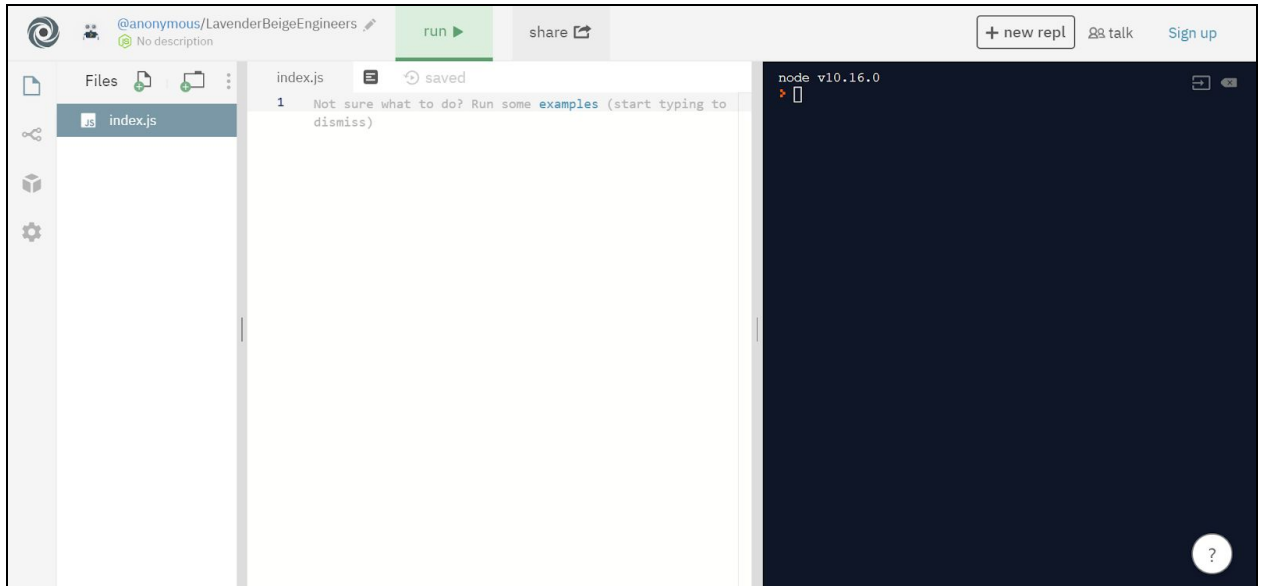 @anonymous/LavenderBeigeEngineers
No description
run
share
+ new repl
talk
Sign up
Files
JS index.js
index.js
saved
1 Not sure what to do? Run some examples (start typing to
dismiss)
node v10.16.0
?